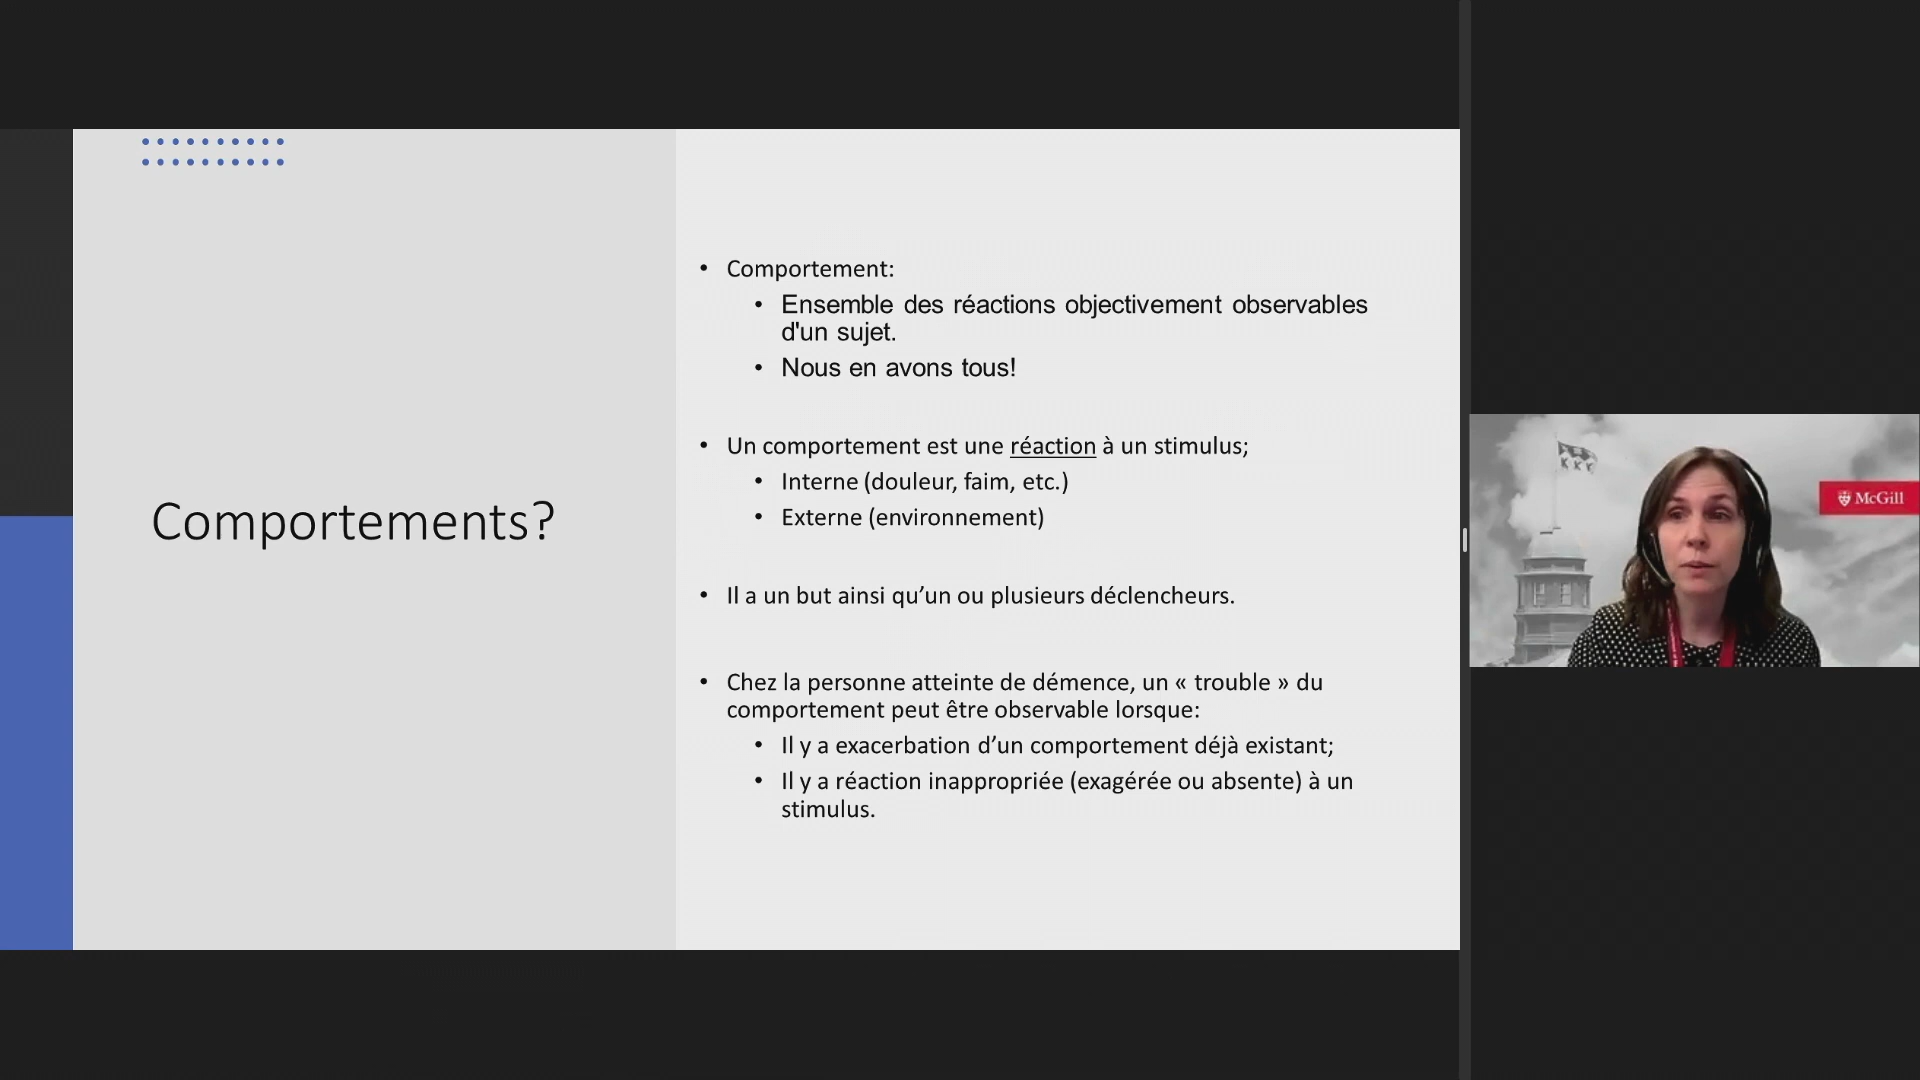 Comportements?
• Comportement:
• Ensemble des réactions objectivement observables
d'un sujet.
• Nous en avons tous!
• Un comportement est une réaction à un stimulus;
• Interne (douleur, faim, etc.)
• Externe (environnement)
• Il a un but ainsi qu’un ou plusieurs déclencheurs.
• Chez la personne atteinte de démence, un « trouble » du
comportement peut être observable lorsque:
• Il y a exacerbation d’un comportement déjà existant;
• Il y a réaction inappropriée (exagérée ou absente) à un
stimulus.
McGill